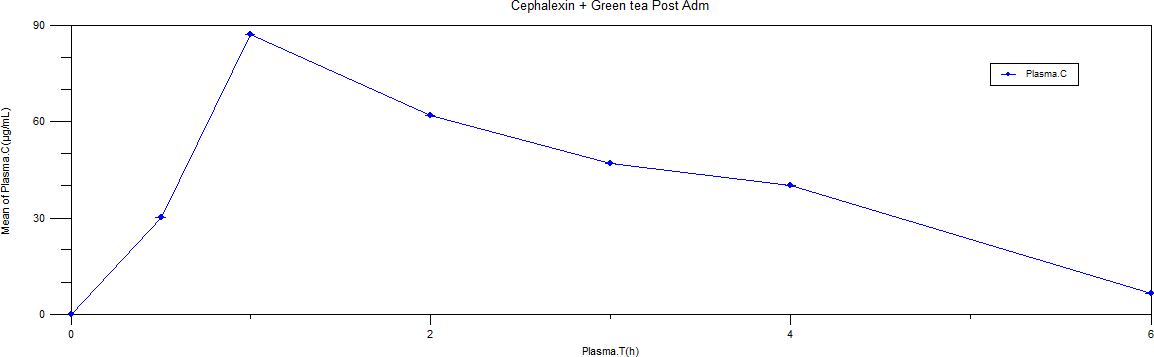 Cephalexin + Green tea Post Adm
90
60
30
0
Mean of Plasma.C(µg/mL)
Plasma.C
0 2 4 6
Plasma.T(h)